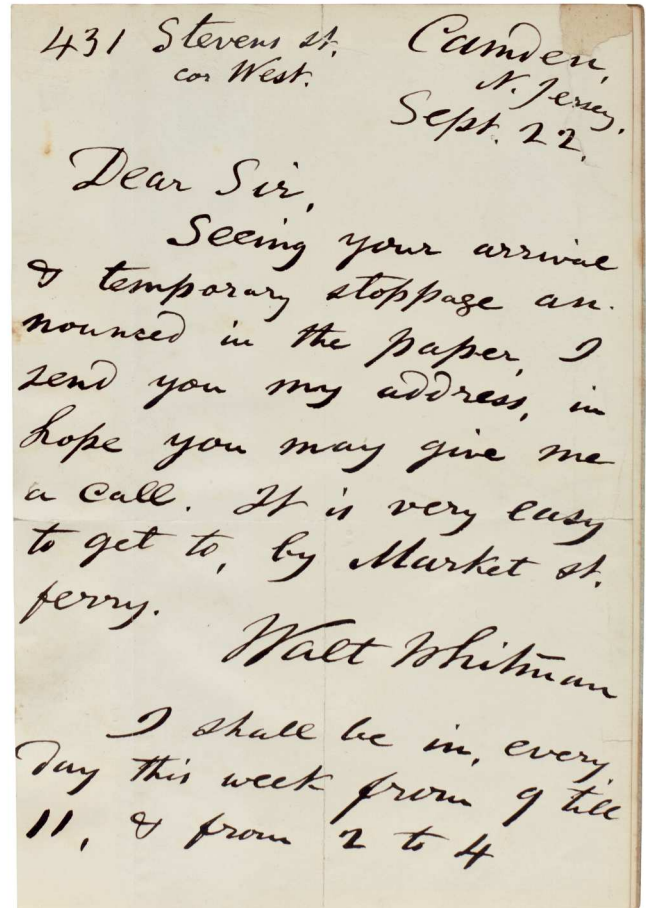 431 Stevens st. Camden,
cor West. N. Jersey.
Sept. 22.
Dear Sir,
Seeing your arrival
& temporary stoppage an-
nounced in the paper, I
send you my address, in
hope you may give me
a call. It is very easy
to get to, by Market st.
ferry.
Walt Whitman
I shall be in, every
day this week from 9 till
11, & from 2 to 4